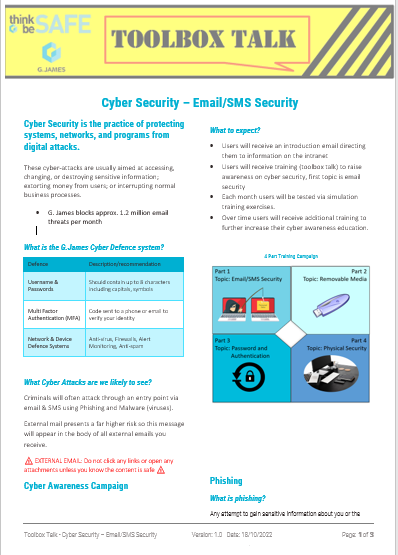 think
be SAFE
G.JAMES
TOOLBOX TALK
Cyber Security – Email/SMS Security
Cyber Security is the practice of protecting
systems, networks, and programs from
digital attacks.
These cyber-attacks are usually aimed at accessing,
changing, or destroying sensitive information;
extorting money from users; or interrupting normal
business processes.
• G. James blocks approx. 1.2 million email
threats per month
What is the G.James Cyber Defence system?
Defence Description/recommendation
Username & Passwords Should contain up to 8 characters including capitals, symbols
Multi Factor Authentication (MFA) Code sent to a phone or email to verify your identity
Network & Device Defence Systems Anti-virus, Firewalls, Alert Monitoring, Anti-spam
What Cyber Attacks are we likely to see?
Criminals will often attack through an entry point via
email & SMS using Phishing and Malware (viruses).
External mail presents a far higher risk so this message
will appear in the body of all external emails you
receive.
EXTERNAL EMAIL: Do not click any links or open any
attachments unless you know the content is safe
Cyber Awareness Campaign
What to expect?
• Users will receive an introduction email directing
them to information on the intranet
• Users will receive training (toolbox talk) to raise
awareness on cyber security, first topic is email
security
• Each month users will be tested via simulation
training exercises.
• Over time users will receive additional training to
further increase their cyber awareness education.
4 Part Training Campaign
Part 1
Topic: Email/SMS Security
Part 2
Topic: Removable Media
Part 3
Topic: Password and
Authentication
Part 4
Topic: Physical Security
Phishing
What is phishing?
Any attempt to gain sensitive information about you or the
Toolbox Talk - Cyber Security – Email/SMS Security Version: 1.0 Date: 18/10/2022 Page: 1 of 3